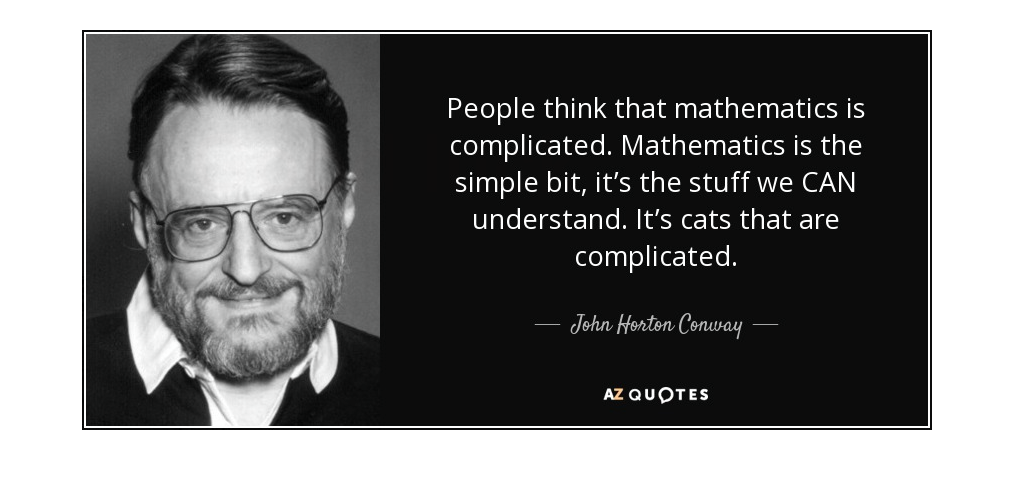 People think that mathematics is
complicated. Mathematics is the
simple bit, it’s the stuff we CAN
understand. It’s cats that are
complicated.
John Horton Conway
AZ QUOTES